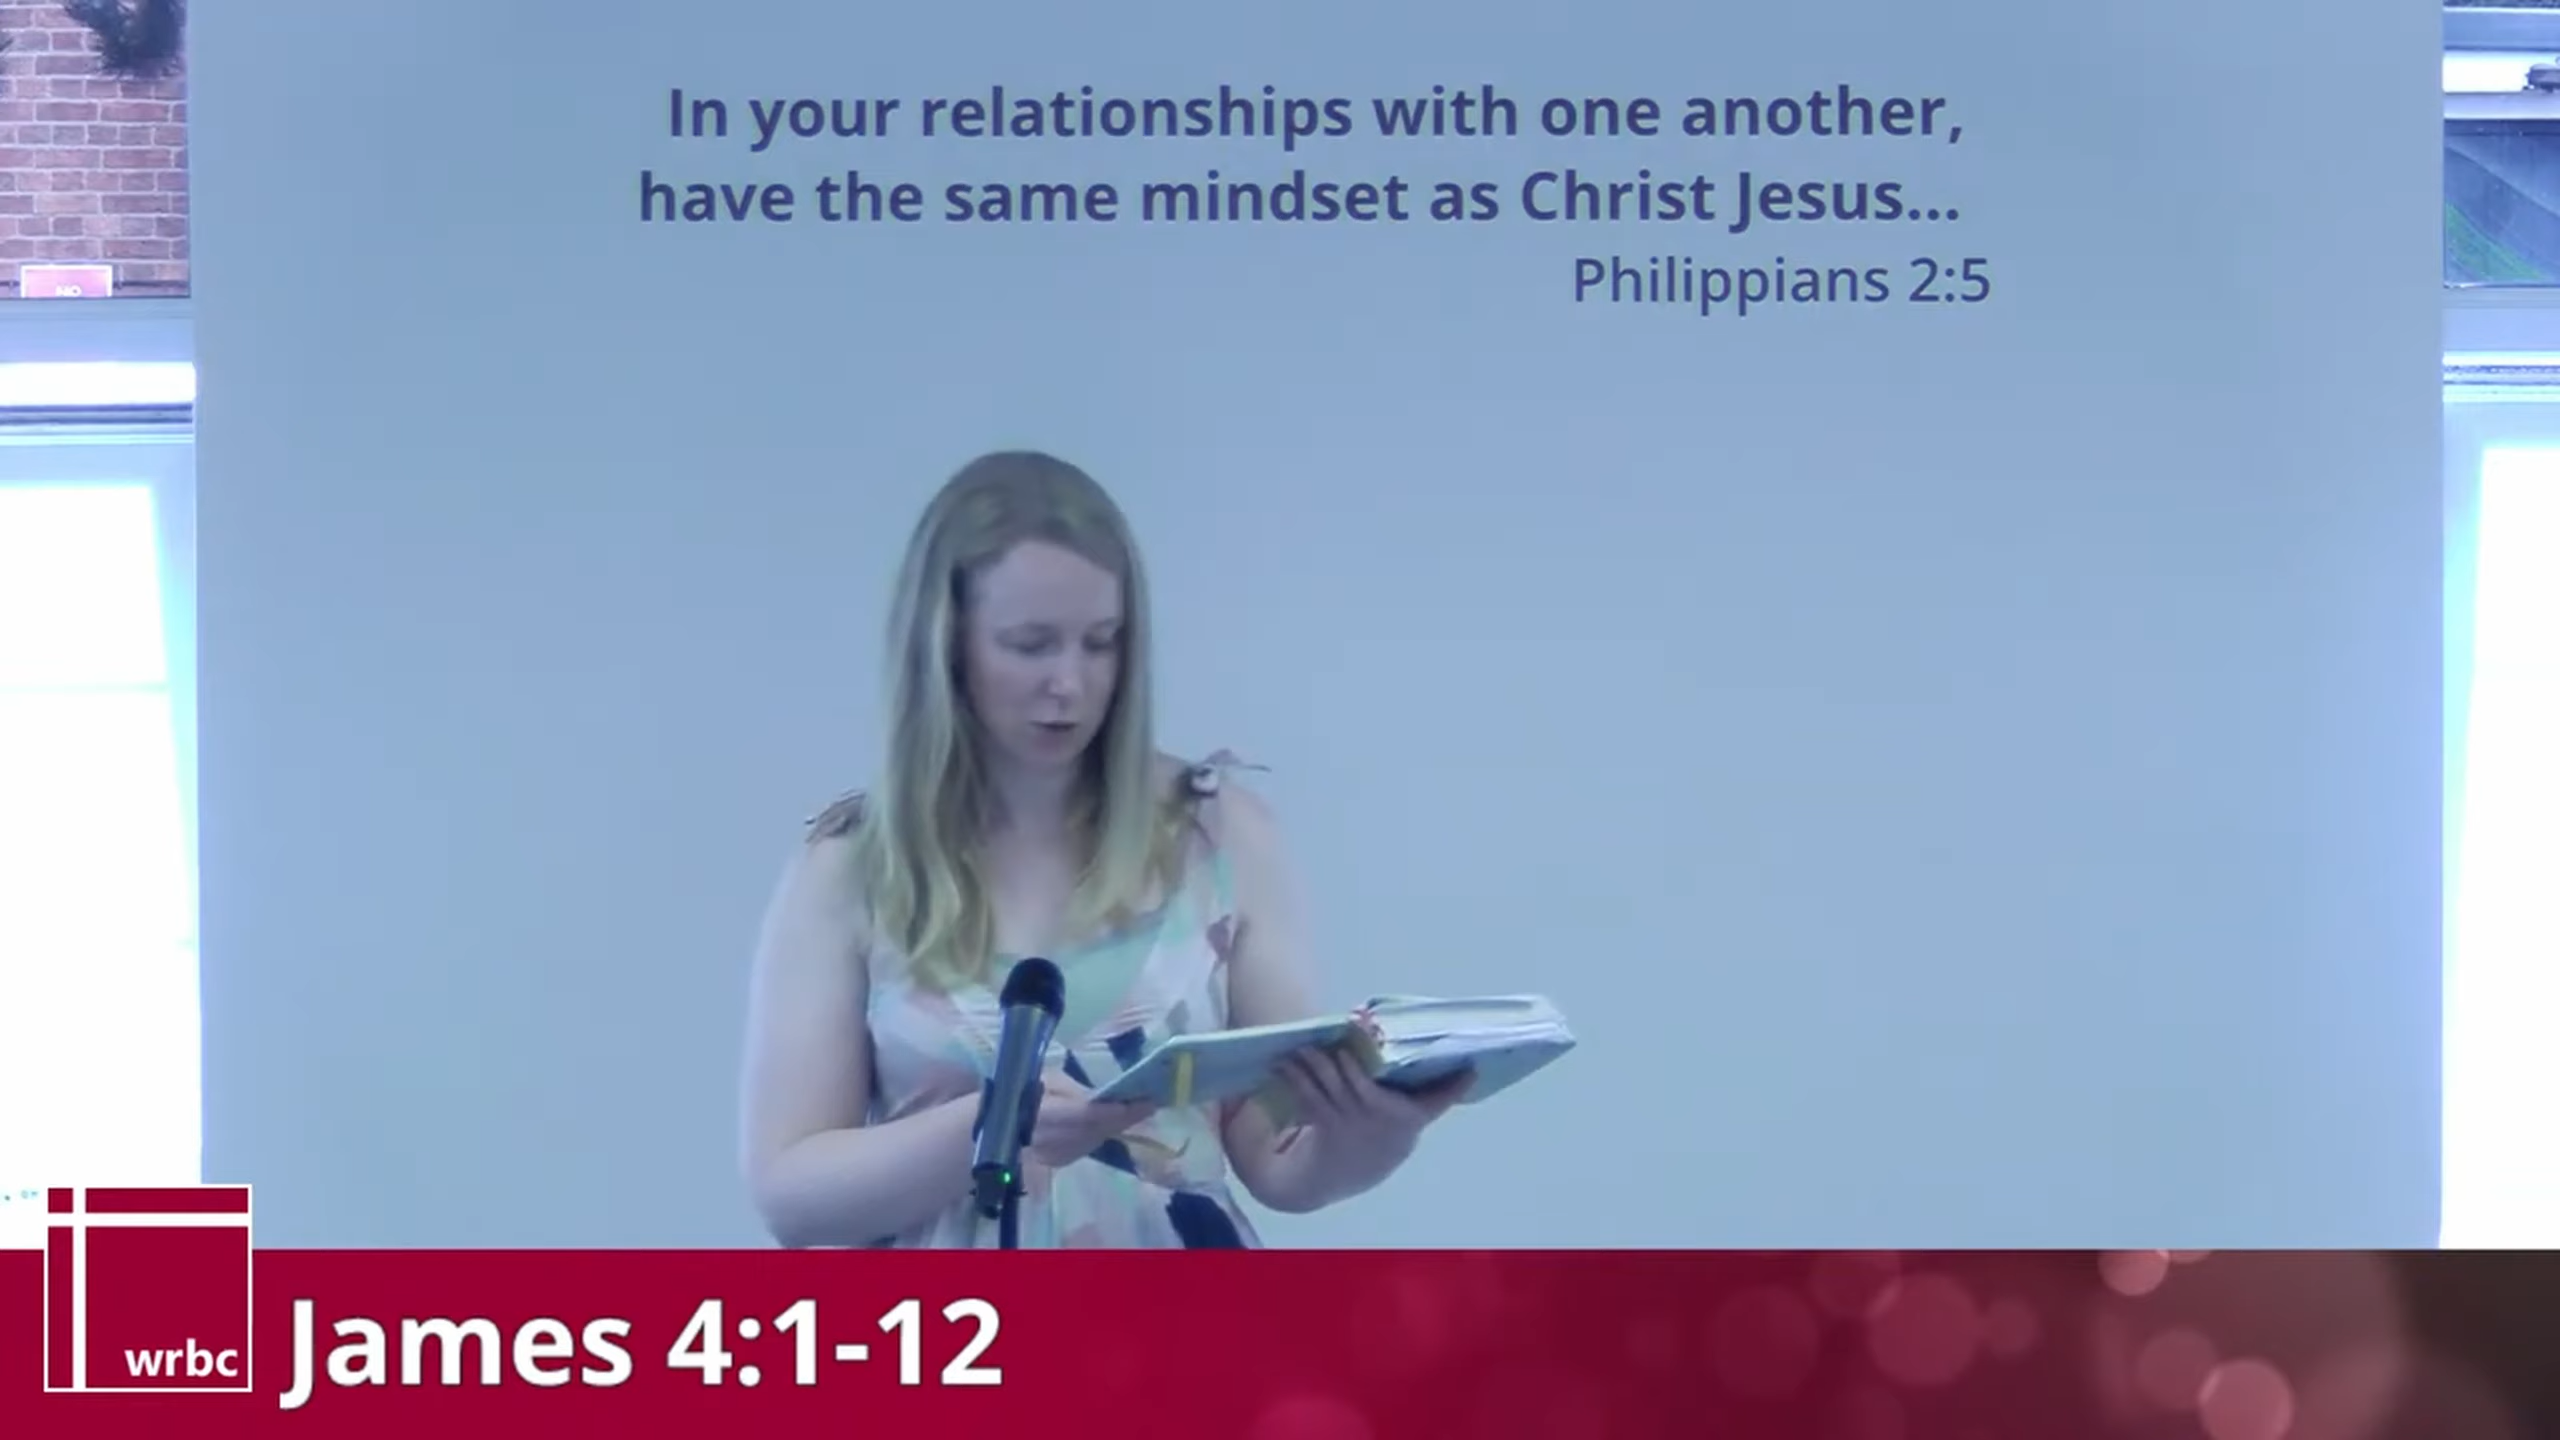 In your relationships with one another,
have the same mindset as Christ Jesus...
Philippians 2:5
NO
wrbc
James 4:1-12